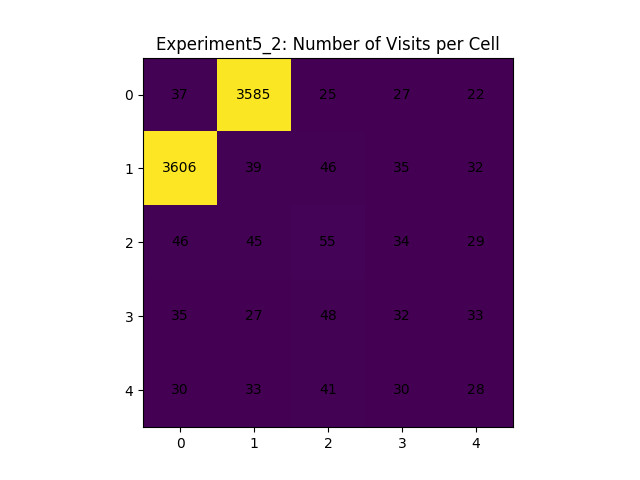 Experiment5_2: Number of Visits per Cell
0 37 3585 25 27 22
1 3606 39 46 35 32
2 46 45 55 34 29
3 35 27 48 32 33
4 30 33 41 30 28
0 1 2 3 4